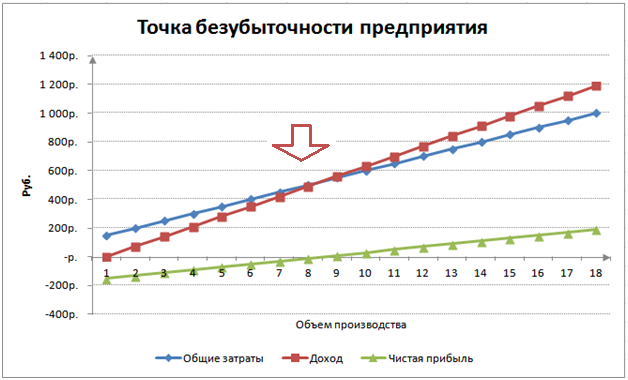 Точка безубыточности предприятия
1 400р.
1 200р.
1 000р.
800р.
600р.
400р.
200р.
-р.
-200р.
-400р.
Руб.
1 2 3 4 5 6 7 8 9 10 11 12 13 14 15 16 17 18
Объем производства
Общие затраты Доход Чистая прибыль